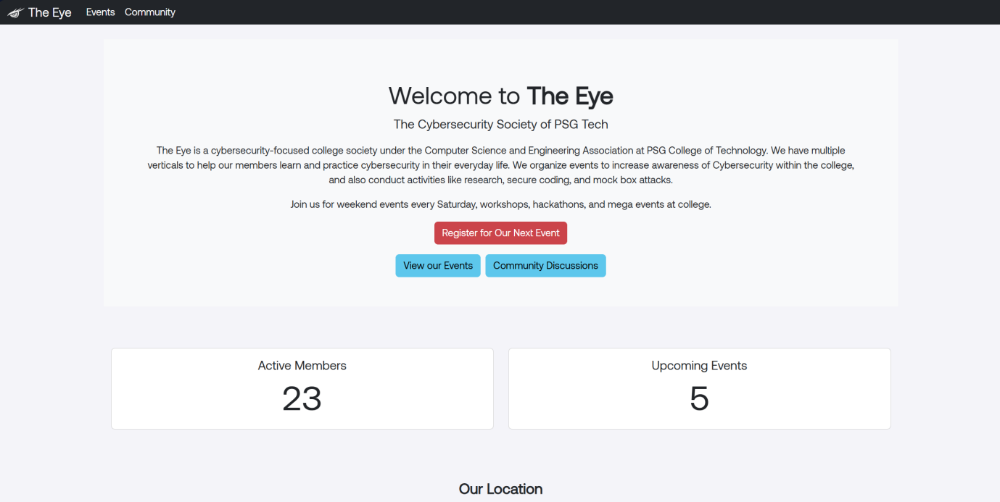 The Eye Events Community
Welcome to The Eye
The Cybersecurity Society of PSG Tech
The Eye is a cybersecurity-focused college society under the Computer Science and Engineering Association at PSG College of Technology. We have multiple
verticals to help our members learn and practice cybersecurity in their everyday life. We organize events to increase awareness of Cybersecurity within the college,
and also conduct activities like research, secure coding, and mock box attacks.
Join us for weekend events every Saturday, workshops, hackathons, and mega events at college.
Register for Our Next Event
View our Events Community Discussions
Active Members
23
Upcoming Events
5
Our Location